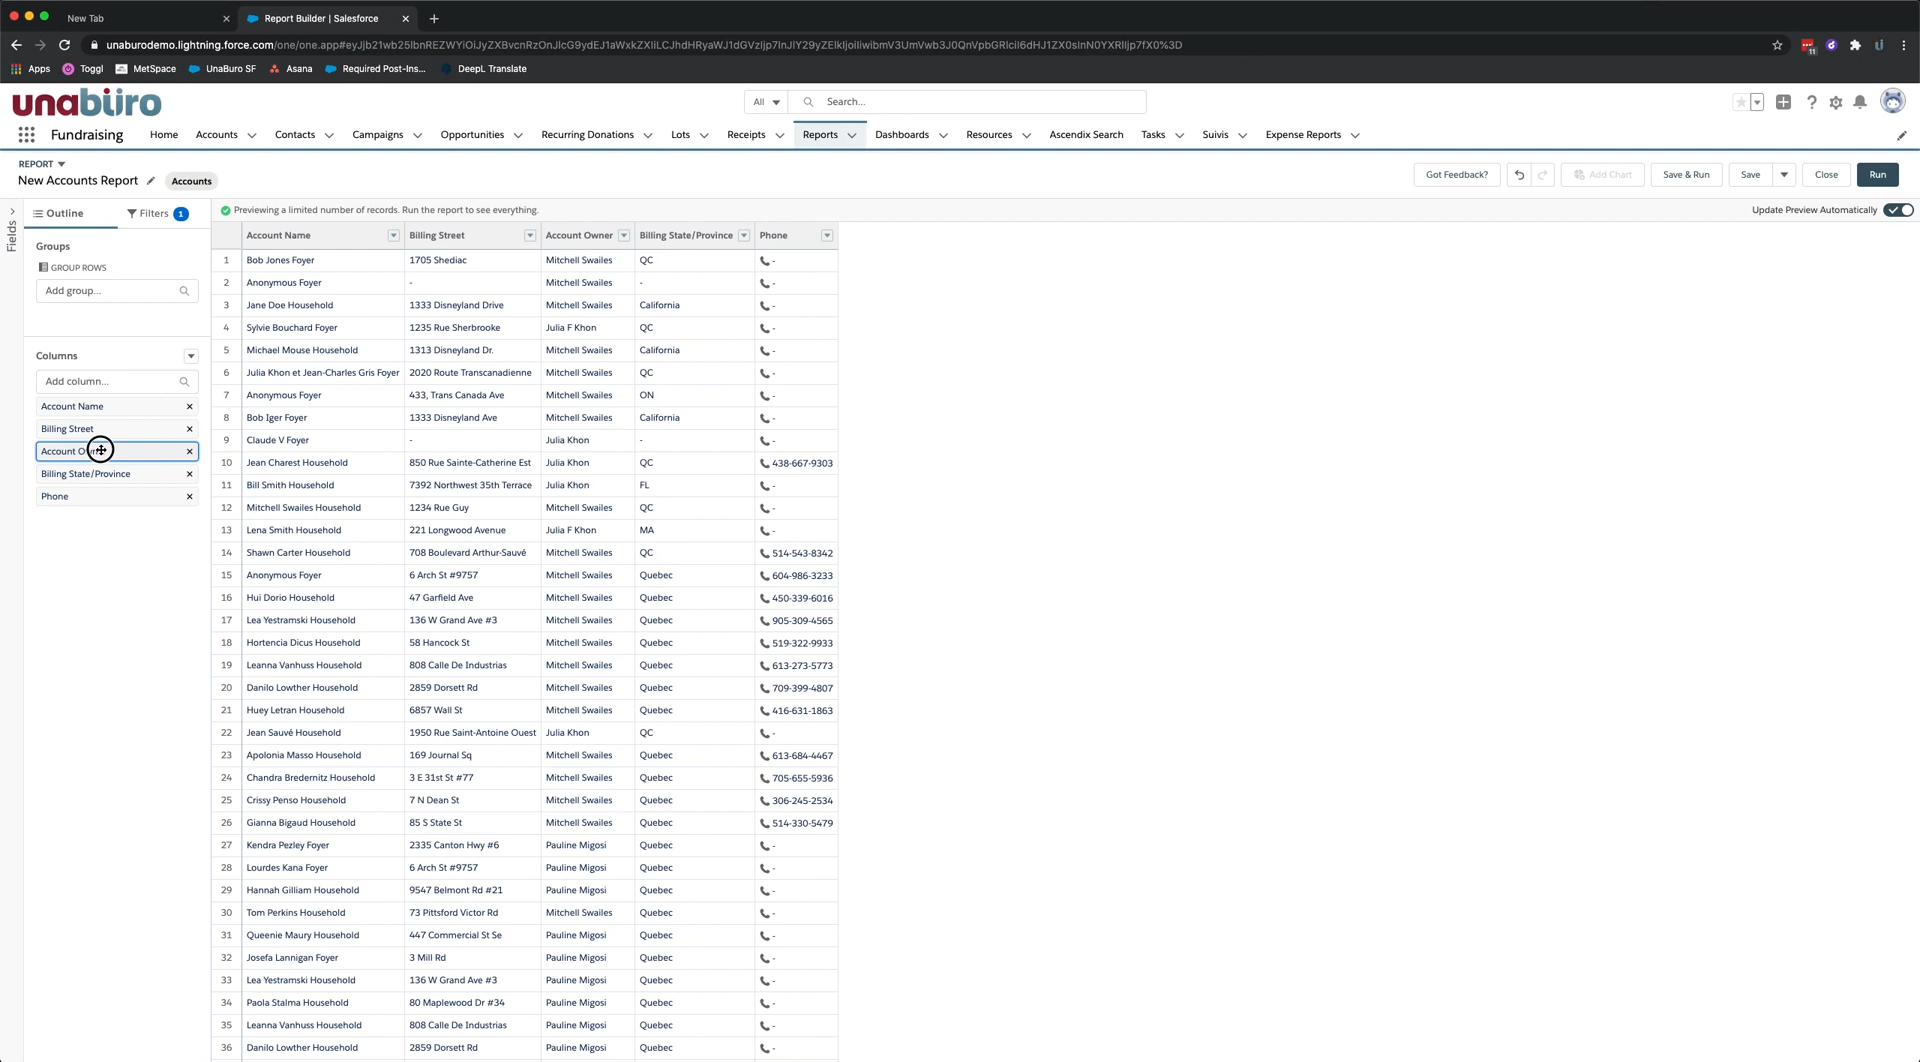 New Tab
Report Builder | Salesforce
unaburodemo.lightning.force.com
Apps Toggl MetSpace UnaBuro SF Asana Required Post-Ins... DeepL Translate
unabüro
All Search...
Fundraising Home Accounts Contacts Campaigns Opportunities Recurring Donations Lots Receipts Reports Dashboards Resources Ascendix Search Tasks Suivis Expense Reports
REPORT
New Accounts Report Accounts
Got Feedback? Add Chart Save & Run Save Close Run
Fields
Outline Filters 1
Previewing a limited number of records. Run the report to see everything.
Update Preview Automatically
Groups
GROUP ROWS
Add group...
Columns
Add column...
Account Name
Billing Street
Account
Billing State/Province
Phone
Account Name Billing Street Account Owner Billing State/Province Phone
1 Bob Jones Foyer 1705 Shediac Mitchell Swailes QC -
2 Anonymous Foyer - Mitchell Swailes - -
3 Jane Doe Household 1333 Disneyland Drive Mitchell Swailes California -
4 Sylvie Bouchard Foyer 1235 Rue Sherbrooke Julia F Khon QC -
5 Michael Mouse Household 1313 Disneyland Dr. Mitchell Swailes California -
6 Julia Khon et Jean-Charles Gris Foyer 2020 Route Transcanadienne Mitchell Swailes QC -
7 Anonymous Foyer 433, Trans Canada Ave Mitchell Swailes ON -
8 Bob Iger Foyer 1333 Disneyland Ave Mitchell Swailes California -
9 Claude V Foyer - Julia Khon - -
10 Jean Charest Household 850 Rue Sainte-Catherine Est Julia Khon QC 438-667-9303
11 Bill Smith Household 7392 Northwest 35th Terrace Julia Khon FL -
12 Mitchell Swailes Household 1234 Rue Guy Mitchell Swailes QC -
13 Lena Smith Household 221 Longwood Avenue Julia F Khon MA -
14 Shawn Carter Household 708 Boulevard Arthur-Sauvé Mitchell Swailes QC 514-543-8342
15 Anonymous Foyer 6 Arch St #9757 Mitchell Swailes Quebec 604-986-3233
16 Hui Dorio Household 47 Garfield Ave Mitchell Swailes Quebec 450-339-6016
17 Lea Yestramski Household 136 W Grand Ave #3 Mitchell Swailes Quebec 905-309-4565
18 Hortencia Dicus Household 58 Hancock St Mitchell Swailes Quebec 519-322-9933
19 Leanna Vanhuss Household 808 Calle De Industrias Mitchell Swailes Quebec 613-273-5773
20 Danilo Lowther Household 2859 Dorsett Rd Mitchell Swailes Quebec 709-399-4807
21 Huey Letran Household 6857 Wall St Mitchell Swailes Quebec 416-631-1863
22 Jean Sauvé Household 1950 Rue Saint-Antoine Ouest Julia Khon QC -
23 Apolonia Masso Household 169 Journal Sq Mitchell Swailes Quebec 613-684-4467
24 Chandra Bredernitz Household 3 E 31st St #77 Mitchell Swailes Quebec 705-655-5936
25 Crissy Penso Household 7 N Dean St Mitchell Swailes Quebec 306-245-2534
26 Gianna Bigaud Household 85 S State St Mitchell Swailes Quebec 514-330-5479
27 Kendra Pezley Foyer 2335 Canton Hwy #6 Pauline Migosi Quebec -
28 Lourdes Kana Foyer 6 Arch St #9757 Pauline Migosi Quebec -
29 Hannah Gilliam Household 9547 Belmont Rd #21 Pauline Migosi Quebec -
30 Tom Perkins Household 73 Pittsford Victor Rd Mitchell Swailes Quebec -
31 Queenie Maury Household 447 Commercial St Se Pauline Migosi Quebec -
32 Josefa Lannigan Foyer 3 Mill Rd Pauline Migosi Quebec -
33 Lea Yestramski Household 136 W Grand Ave #3 Pauline Migosi Quebec -
34 Paola Stalma Household 80 Maplewood Dr #34 Pauline Migosi Quebec -
35 Leanna Vanhuss Household 808 Calle De Industrias Pauline Migosi Quebec -
36 Danilo Lowther Household 2859 Dorsett Rd Pauline Migosi Quebec -